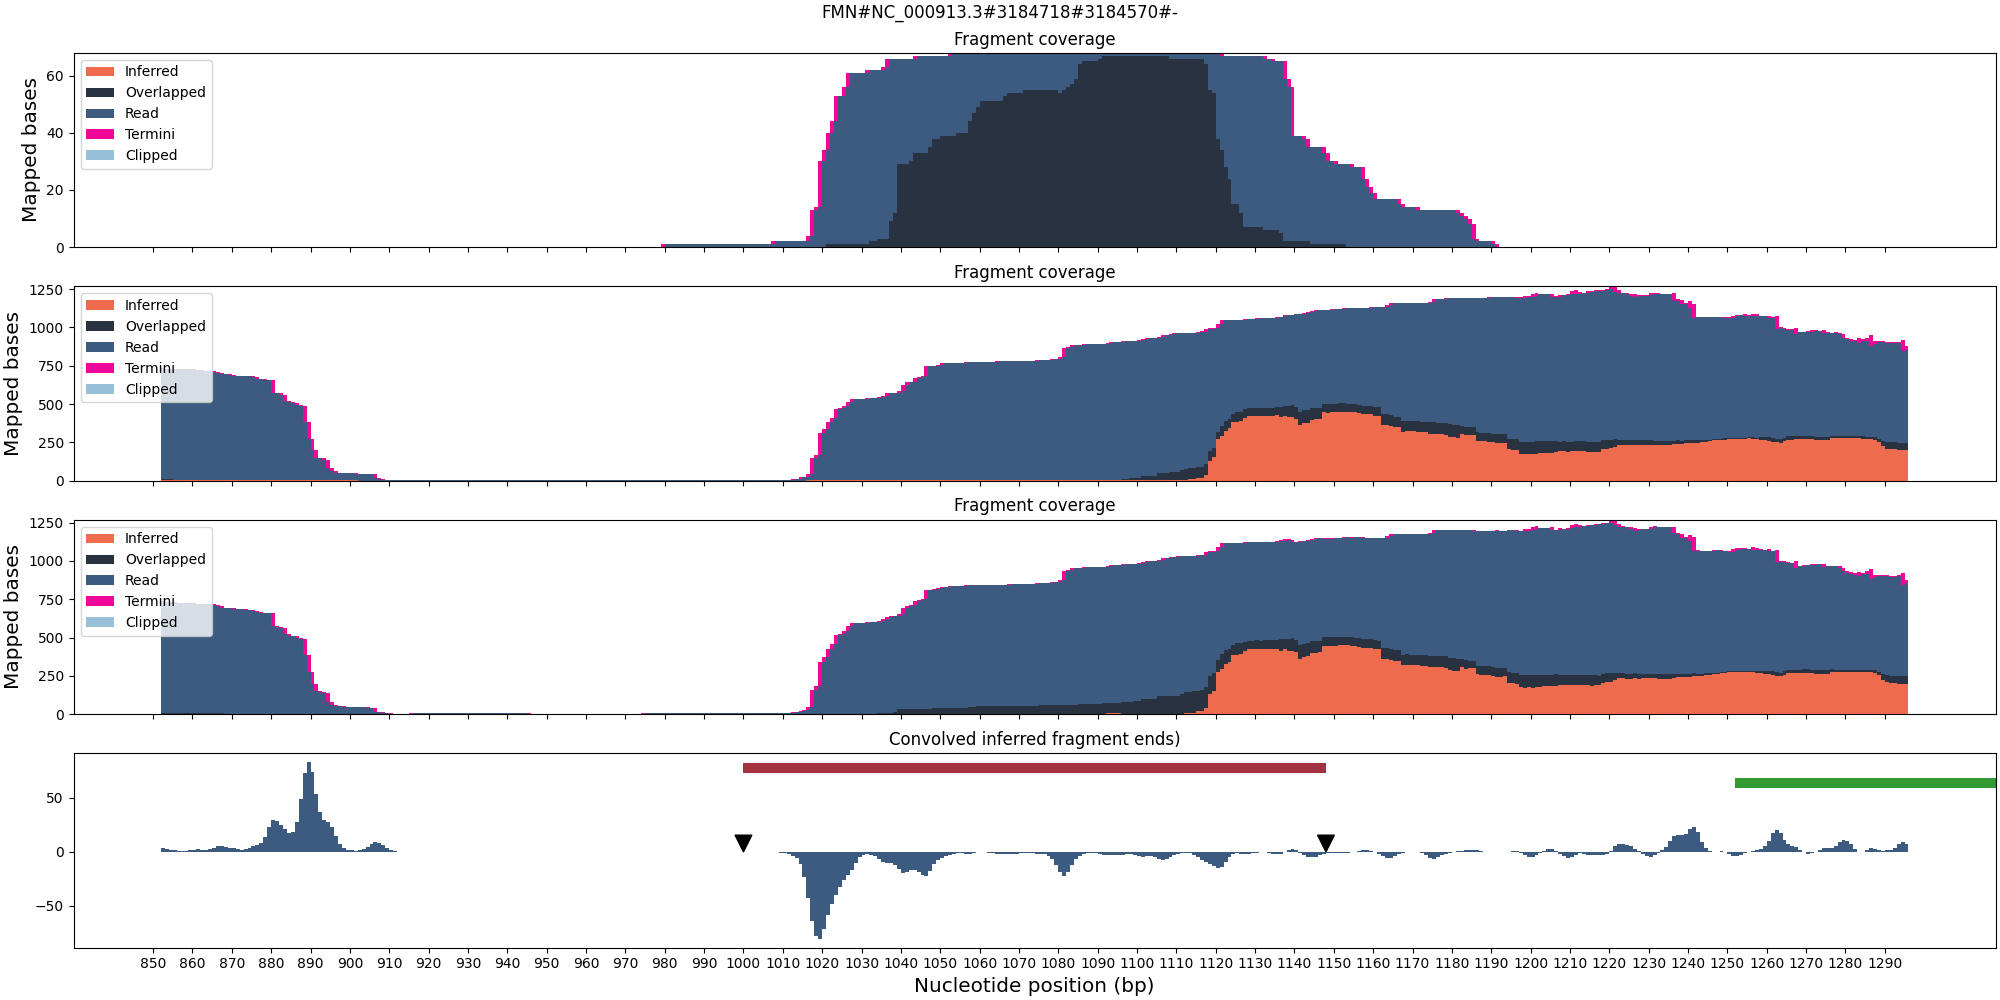 FMN#NC_000913.3#3184718#3184570#-
Fragment coverage
Mapped bases
60
40
20
0
Inferred
Overlapped
Read
Termini
Clipped
Fragment coverage
Mapped bases
1250
1000
750
500
250
0
Inferred
Overlapped
Read
Termini
Clipped
Fragment coverage
Mapped bases
1250
1000
750
500
250
0
Inferred
Overlapped
Read
Termini
Clipped
Convolved inferred fragment ends)
50
0
−50
850 860 870 880 890 900 910 920 930 940 950 960 970 980 990 1000 1010 1020 1030 1040 1050 1060 1070 1080 1090 1100 1110 1120 1130 1140 1150 1160 1170 1180 1190 1200 1210 1220 1230 1240 1250 1260 1270 1280 1290
Nucleotide position (bp)